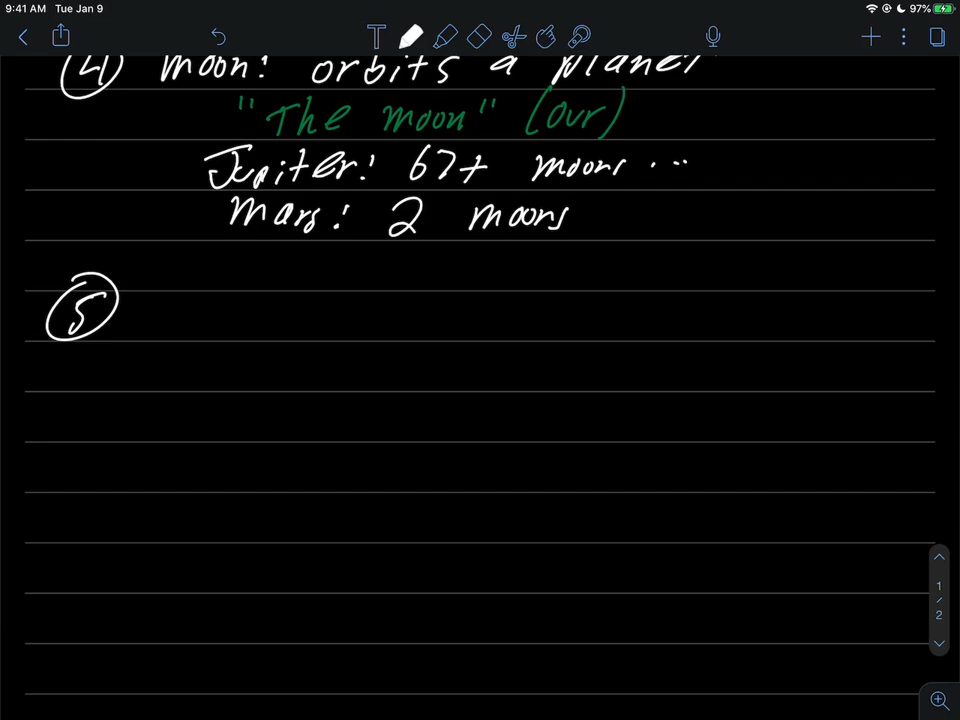 9:41 AM Tue Jan 9 97%
T
(4) Moon: orbits a planet
"The moon" (our)
Jupiter: 67+ moons ...
Mars: 2 moons
5
1
/
2